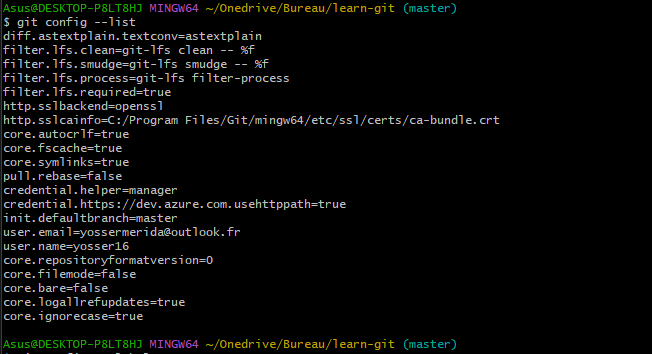 Asus@DESKTOP-P8LT8HJ MINGW64 ~/Onedrive/Bureau/learn-git (master)
$ git config --list
diff.astextplain.textconv=astextplain
filter.lfs.clean=git-lfs clean -- %f
filter.lfs.smudge=git-lfs smudge -- %f
filter.lfs.process=git-lfs filter-process
filter.lfs.required=true
http.sslbackend=openssl
http.sslcainfo=C:/Program Files/Git/mingw64/etc/ssl/certs/ca-bundle.crt
core.autocrlf=true
core.fscache=true
core.symlinks=true
pull.rebase=false
credential.helper=manager
credential.https://dev.azure.com.usehttppath=true
init.defaultbranch=master
user.email=yossermerida@outlook.fr
user.name=yosser16
core.repositoryformatversion=0
core.filemode=false
core.bare=false
core.logallrefupdates=true
core.ignorecase=true
Asus@DESKTOP-P8LT8HJ MINGW64 ~/Onedrive/Bureau/learn-git (master)